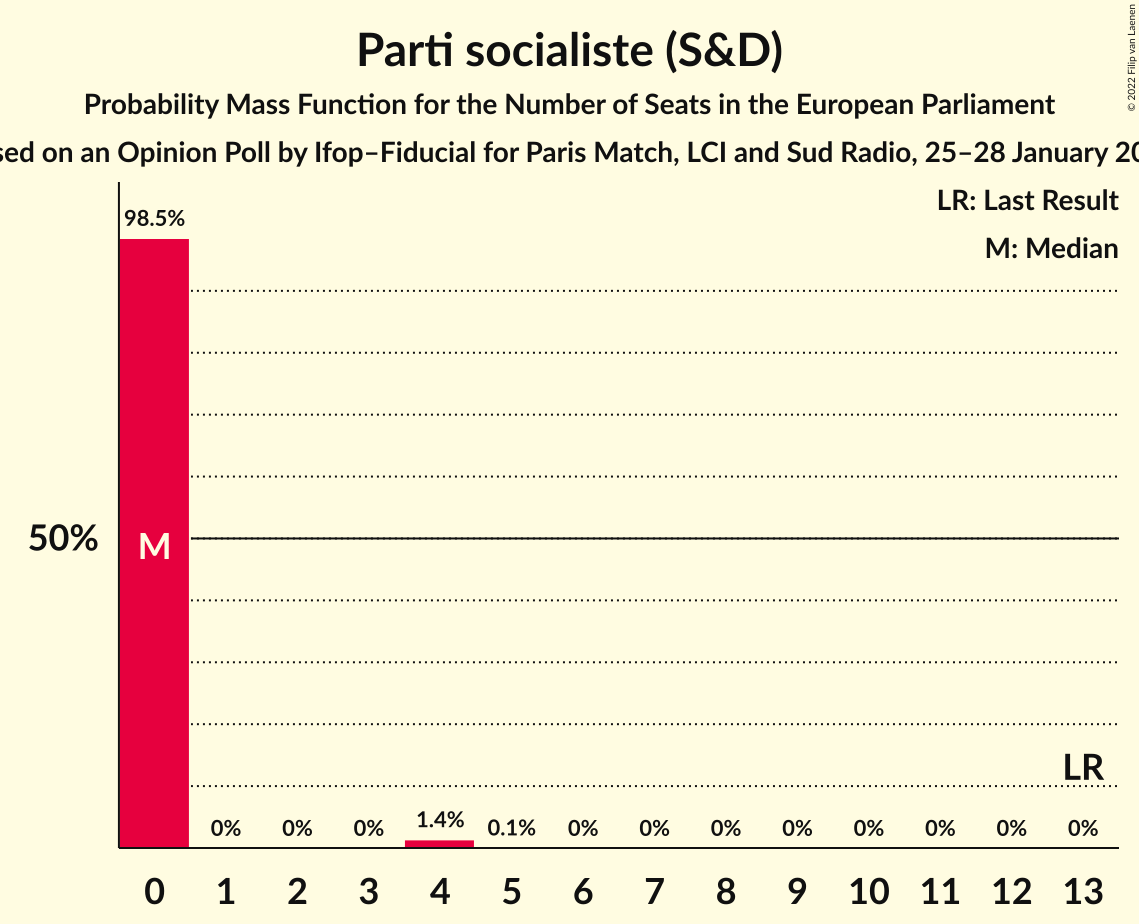 Parti socialiste (S&D)
Probability Mass Function for the Number of Seats in the European Parliament
on an Opinion Poll by Ifop–Fiducial for Paris Match, LCI and Sud Radio, 25–28 January
© 2022 Filip van Laenen
LR: Last Result
M: Median
98.5%
50%
M
LR
0% 0% 0% 1.4% 0.1% 0% 0% 0% 0% 0% 0% 0% 0%
0 1 2 3 4 5 6 7 8 9 10 11 12 13